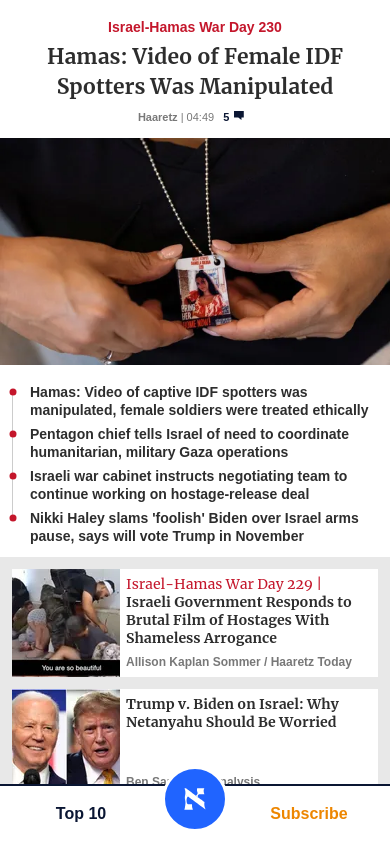 Israel-Hamas War Day 230
Hamas: Video of Female IDF
Spotters Was Manipulated
Haaretz | 04:49 5
Hamas: Video of captive IDF spotters was
manipulated, female soldiers were treated ethically
Pentagon chief tells Israel of need to coordinate
humanitarian, military Gaza operations
Israeli war cabinet instructs negotiating team to
continue working on hostage-release deal
Nikki Haley slams 'foolish' Biden over Israel arms
pause, says will vote Trump in November
Israel-Hamas War Day 229 |
Israeli Government Responds to
Brutal Film of Hostages With
Shameless Arrogance
Allison Kaplan Sommer / Haaretz Today
You are so beautiful
Trump v. Biden on Israel: Why
Netanyahu Should Be Worried
Ben
Top 10
Subscribe